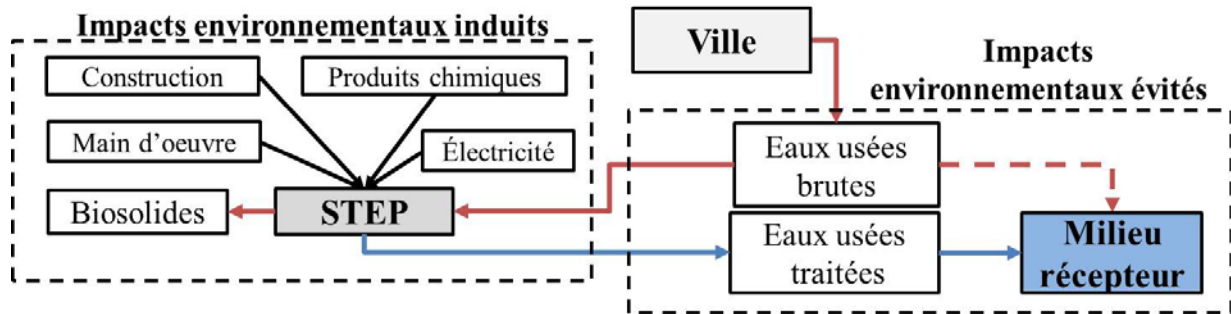 Impacts environnementaux induits
Construction
Produits chimiques
Main d'oeuvre
Électricité
Biosolides
STEP
Ville
Impacts
environnementaux évités
Eaux usées
brutes
Eaux usées
traitées
Milieu
récepteur